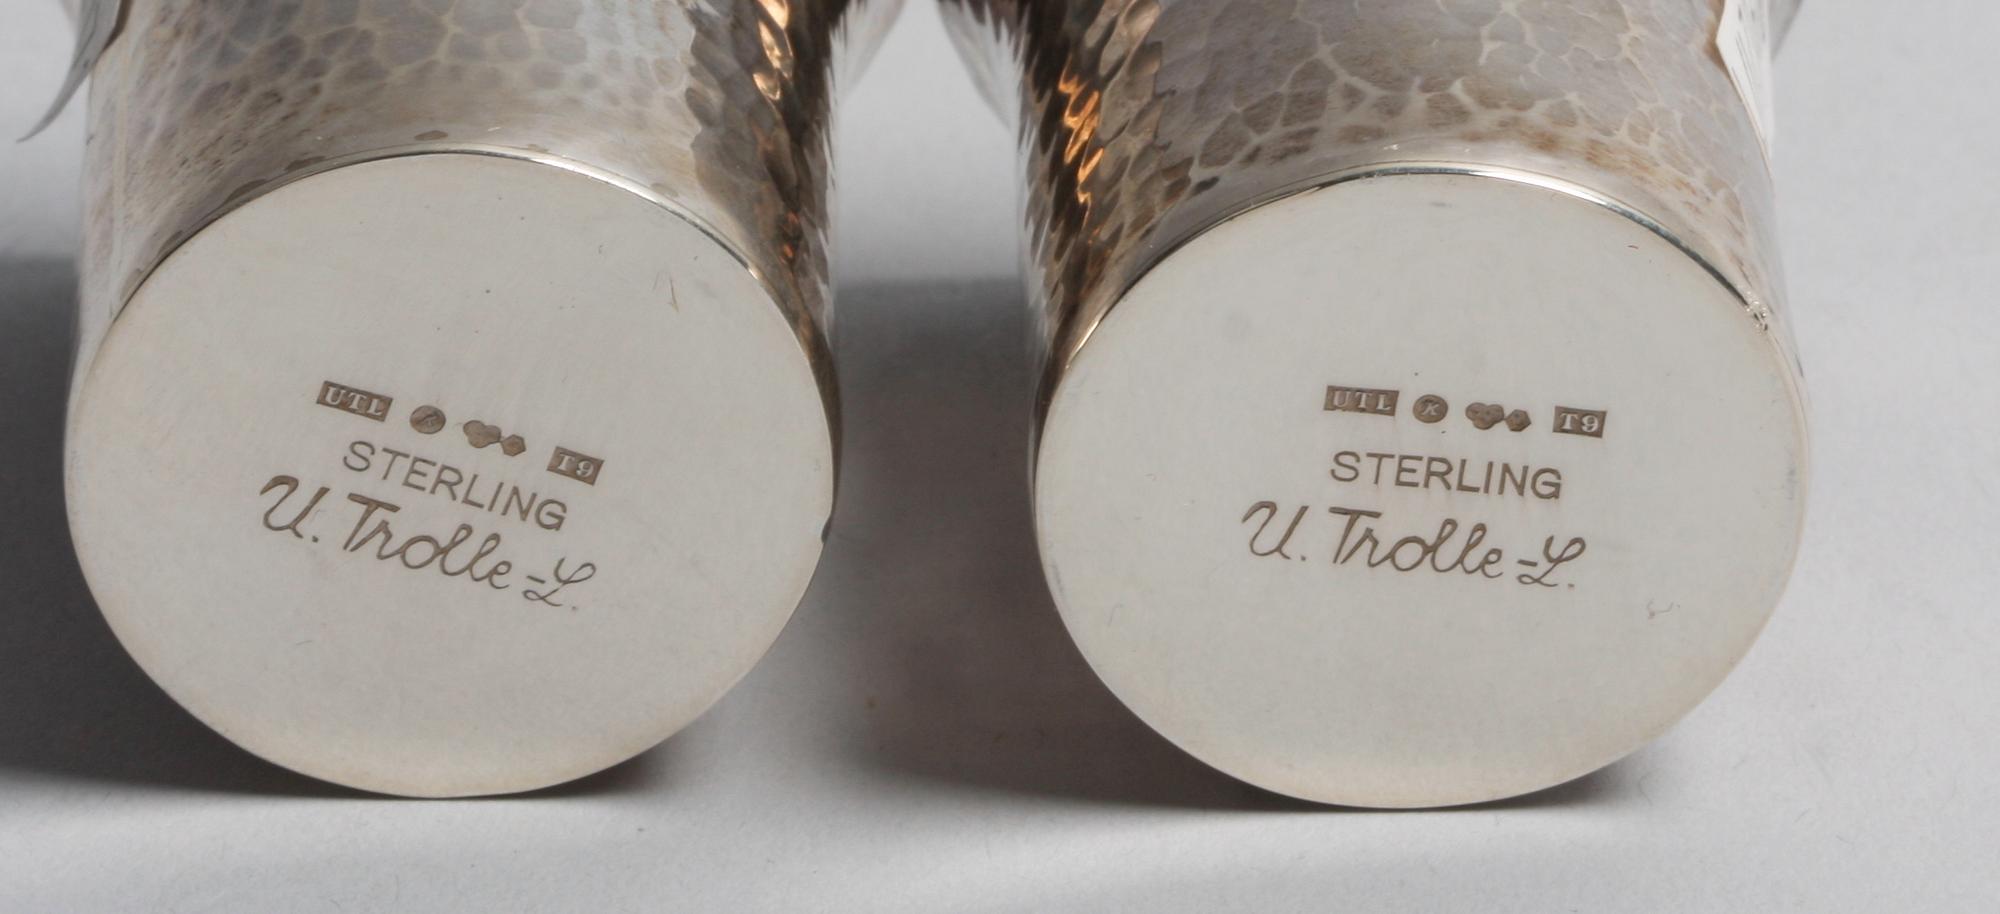 UTL K T9
STERLING
U. Trolle-L.
UTL K T9
STERLING
U. Trolle-L.